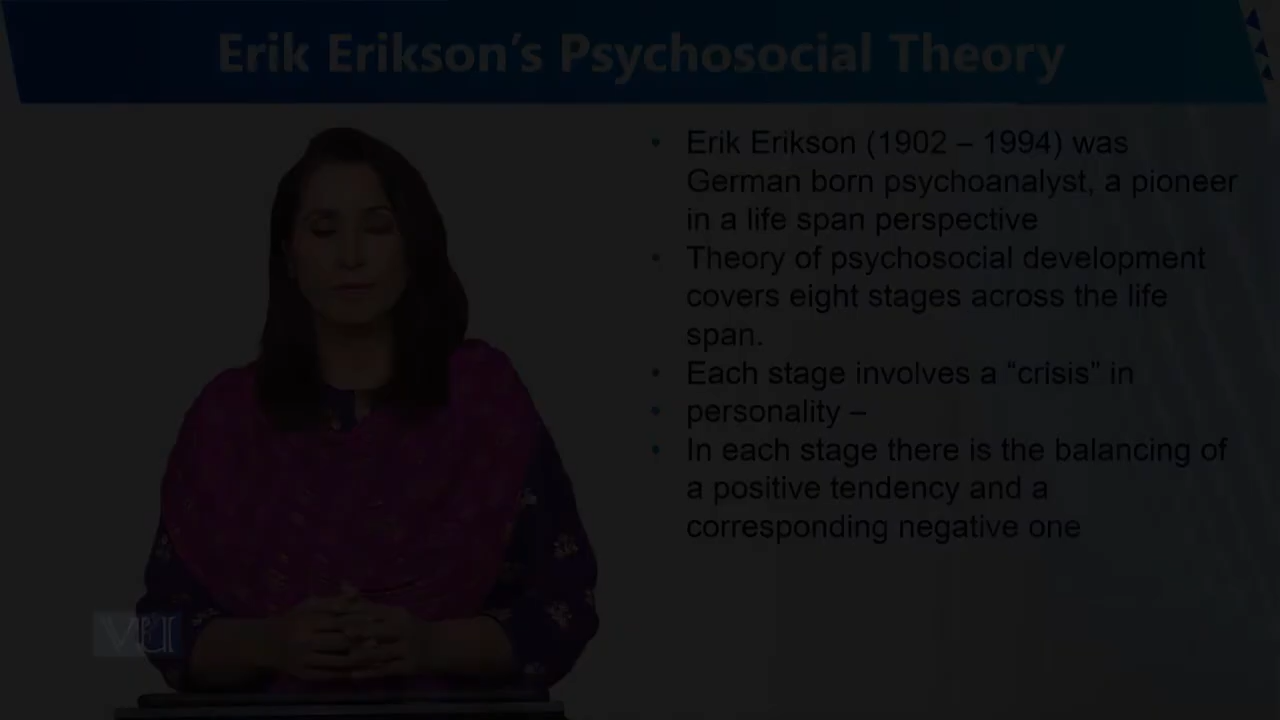 Erik Erikson’s Psychosocial Theory
• Erik Erikson (1902 – 1994) was
German born psychoanalyst, a pioneer
in a life span perspective
• Theory of psychosocial development
covers eight stages across the life
span.
• Each stage involves a “crisis” in
• personality –
• In each stage there is the balancing of
a positive tendency and a
corresponding negative one
VU